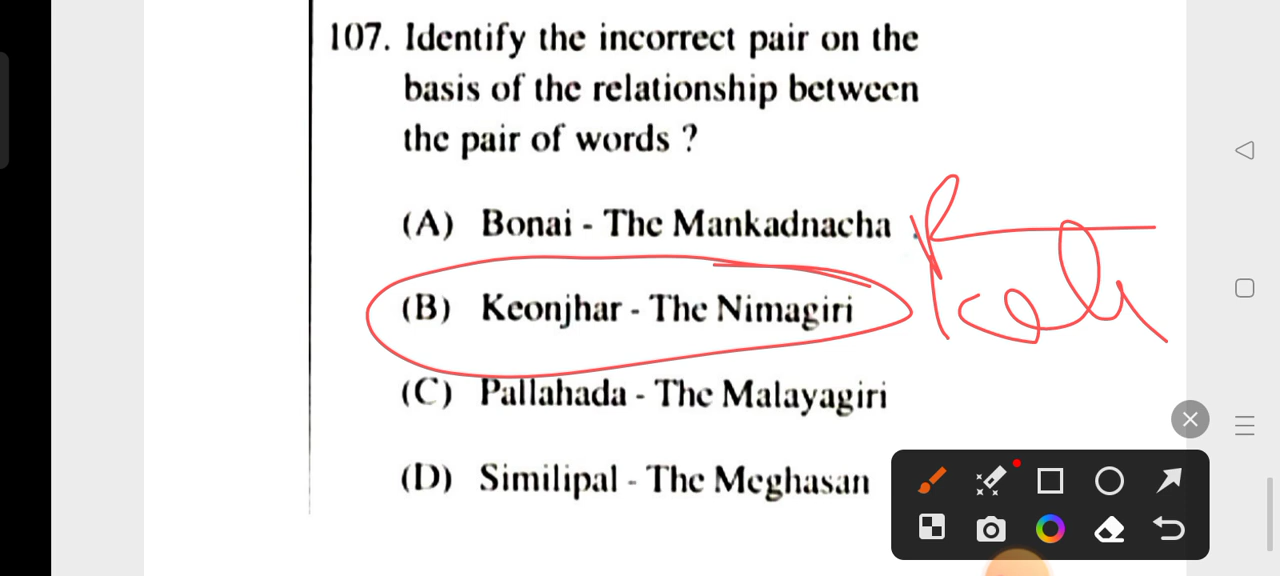 107. Identify the incorrect pair on the
basis of the relationship between
the pair of words ?
(A) Bonai - The Mankadnacha
(B) Keonjhar - The Nimagiri
(C) Pallahada - The Malayagiri
(D) Similipal - The Meghasan